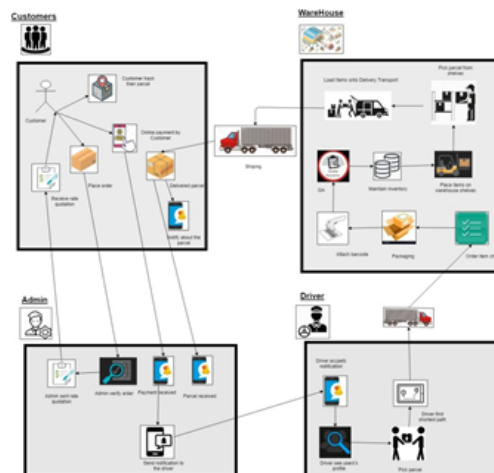 Customers
WareHouse
Customer track
their parcel
Customer
Online payment by
Customer
Place order
Receive rate
quotation
Delivered parcel
Notify about the
parcel
Shiping
Pick parcel from
shelves
Load Items onto Delivery Transport
QA
Maintain inventory
Place items on
warehouse shelves
Attach barcode
Packaging
Admin
Driver
Admin sent rate
quotation
Admin verify order
Payment received
Parcel received
Send notification to
the driver
Driver accepts
notification
Driver see users's
profile
Driver find
shortest path
Pick parcel